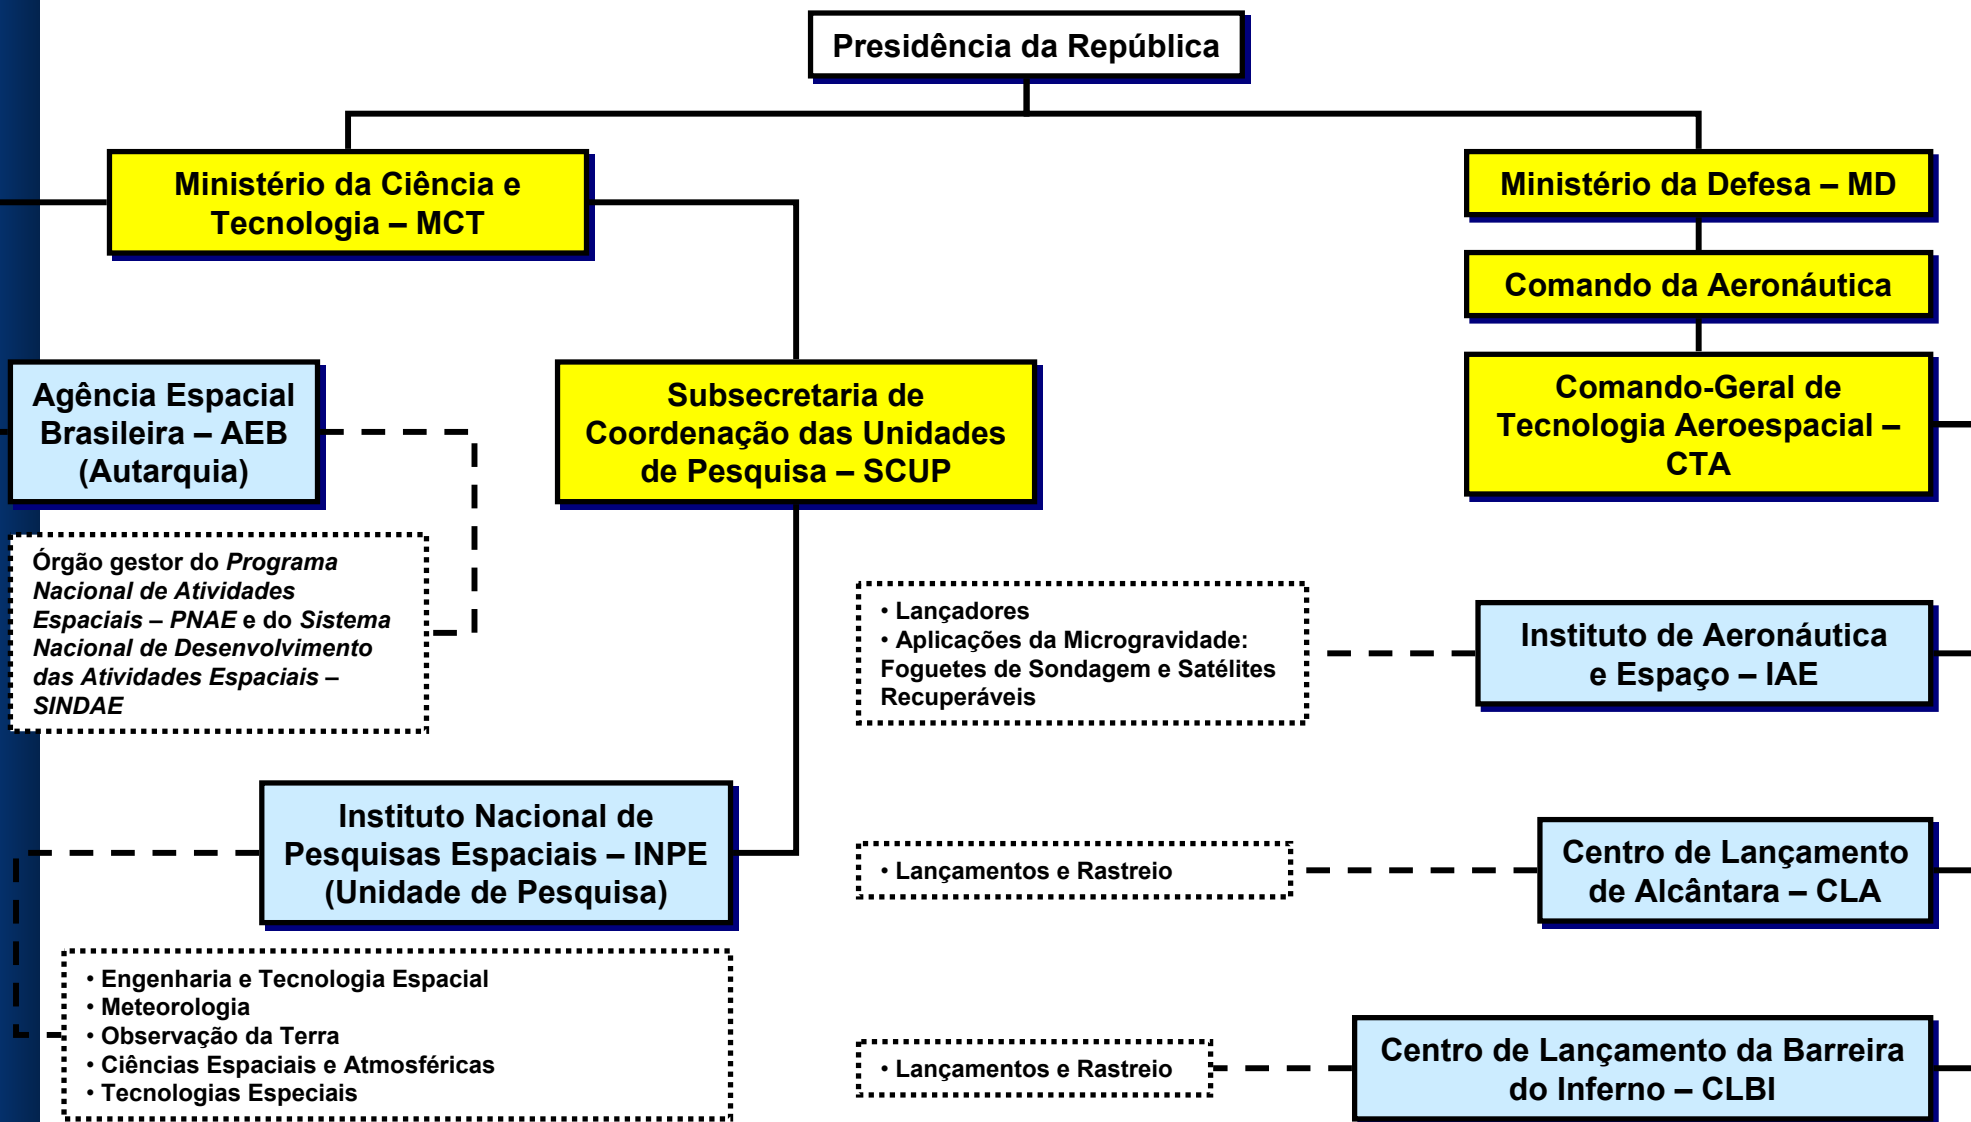 Presidência da República
Ministério da Ciência e
Tecnologia – MCT
Ministério da Defesa – MD
Comando da Aeronáutica
Agência Espacial
Brasileira – AEB
(Autarquia)
Subsecretaria de
Coordenação das Unidades
de Pesquisa – SCUP
Comando-Geral de
Tecnologia Aeroespacial –
CTA
Órgão gestor do Programa
Nacional de Atividades
Espaciais – PNAE e do Sistema
Nacional de Desenvolvimento
das Atividades Espaciais –
SINDAE
• Lançadores
• Aplicações da Microgravidade:
Foguetes de Sondagem e Satélites
Recuperáveis
Instituto de Aeronáutica
e Espaço – IAE
Instituto Nacional de
Pesquisas Espaciais – INPE
(Unidade de Pesquisa)
• Lançamentos e Rastreio
Centro de Lançamento
de Alcântara – CLA
• Engenharia e Tecnologia Espacial
• Meteorologia
• Observação da Terra
• Ciências Espaciais e Atmosféricas
• Tecnologias Especiais
• Lançamentos e Rastreio
Centro de Lançamento da Barreira
do Inferno – CLBI